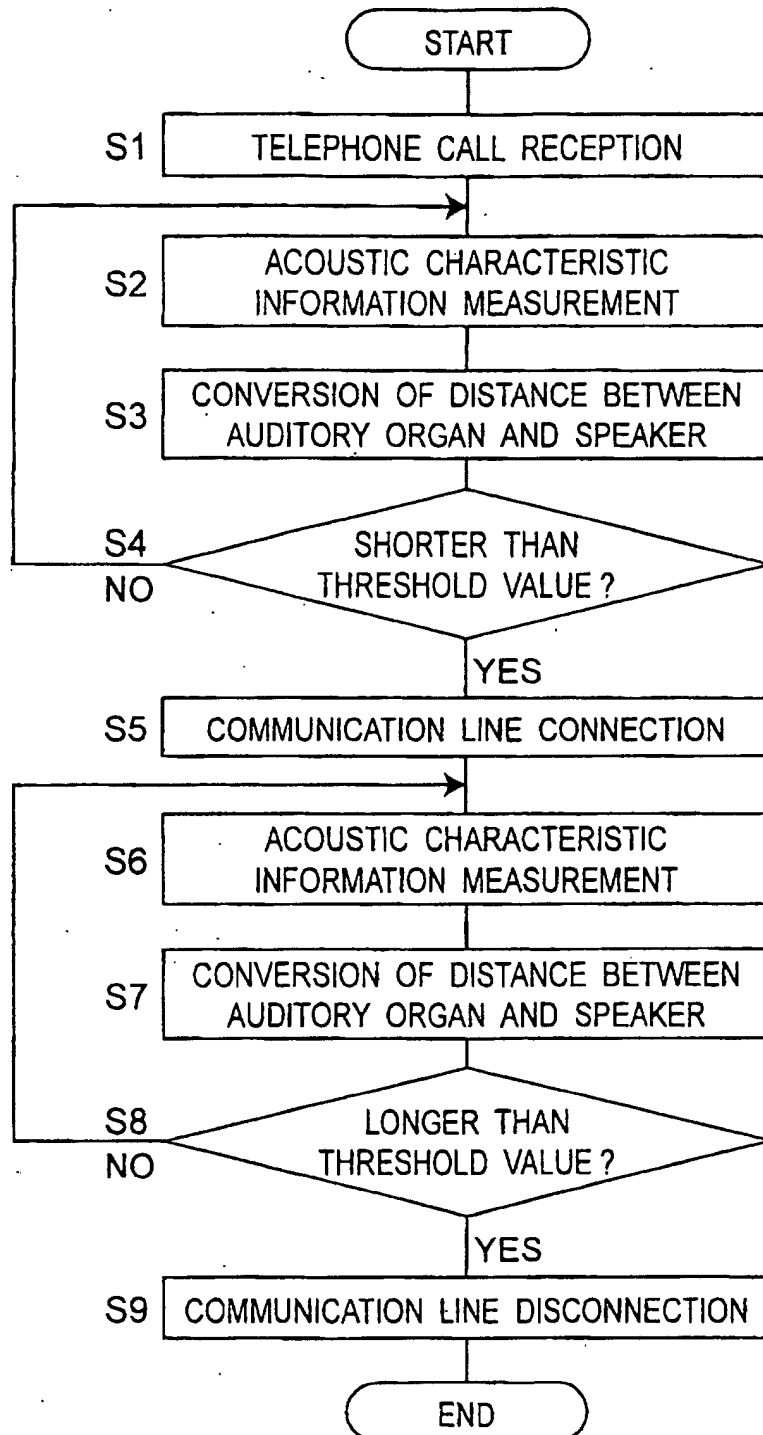 START
S1 TELEPHONE CALL RECEPTION
S2 ACOUSTIC CHARACTERISTIC
INFORMATION MEASUREMENT
S3 CONVERSION OF DISTANCE BETWEEN
AUDITORY ORGAN AND SPEAKER
S4 SHORTER THAN
NO THRESHOLD VALUE?
YES
S5 COMMUNICATION LINE CONNECTION
S6 ACOUSTIC CHARACTERISTIC
INFORMATION MEASUREMENT
S7 CONVERSION OF DISTANCE BETWEEN
AUDITORY ORGAN AND SPEAKER
S8 LONGER THAN
NO THRESHOLD VALUE?
YES
S9 COMMUNICATION LINE DISCONNECTION
END